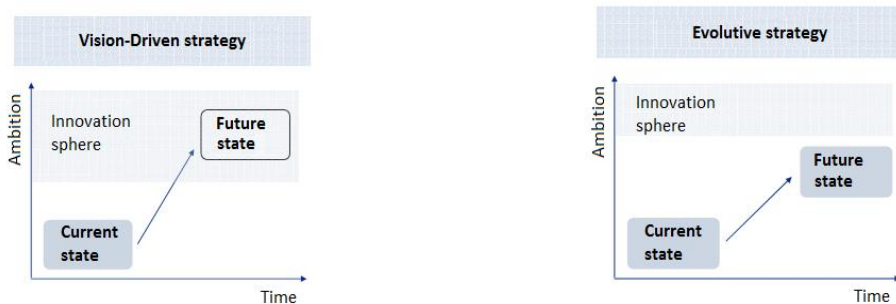 Vision-Driven strategy
Ambition
Innovation
sphere
Future
state
Current
state
Time
Evolutive strategy
Ambition
Innovation
sphere
Future
state
Current
state
Time